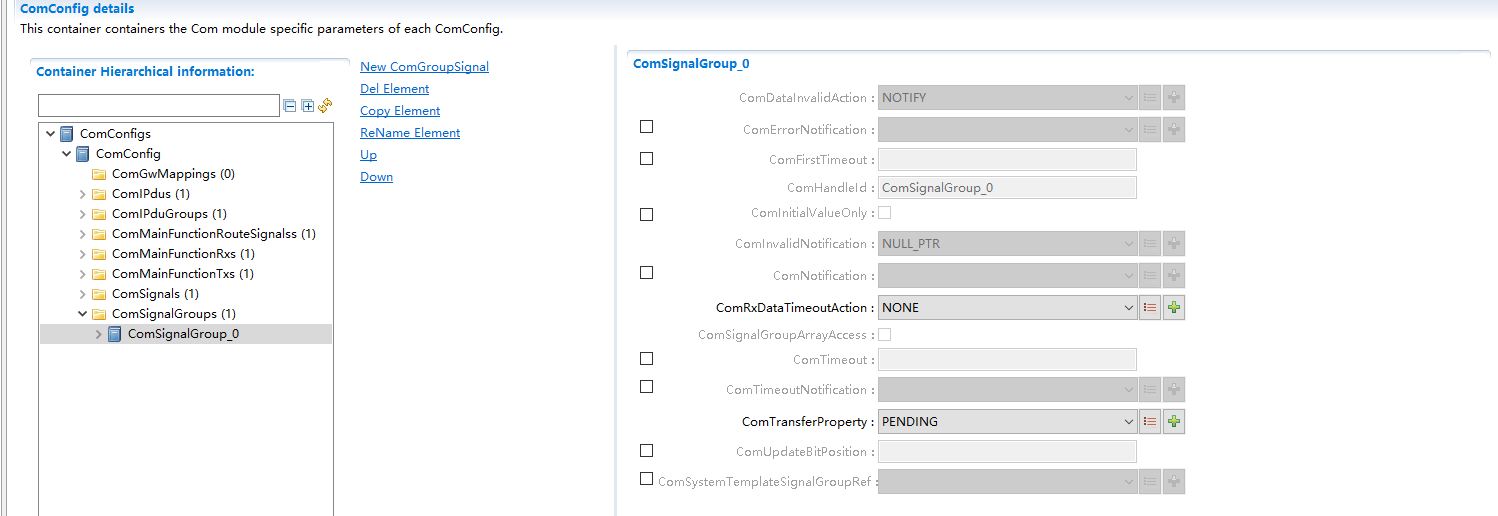 ComConfig details
This container containers the Com module specific parameters of each ComConfig.
Container Hierarchical information:
ComConfigs
ComConfig
ComGwMappings (0)
ComIPdus (1)
ComIPduGroups (1)
ComMainFunctionRouteSignalss (1)
ComMainFunctionRxs (1)
ComMainFunctionTxs (1)
ComSignals (1)
ComSignalGroups (1)
ComSignalGroup_0
New ComGroupSignal
Del Element
Copy Element
ReName Element
Up
Down
ComSignalGroup_0
ComDataInvalidAction : NOTIFY
ComErrorNotification :
ComFirstTimeout :
ComHandleId : ComSignalGroup_0
ComInitialValueOnly :
ComInvalidNotification : NULL_PTR
ComNotification :
ComRxDataTimeoutAction : NONE
ComSignalGroupArrayAccess :
ComTimeout :
ComTimeoutNotification :
ComTransferProperty : PENDING
ComUpdateBitPosition :
ComSystemTemplateSignalGroupRef :